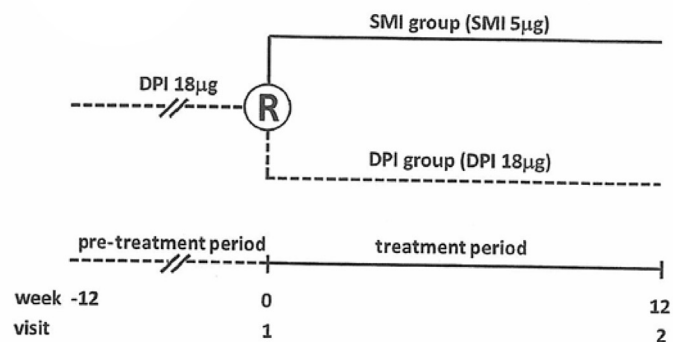 SMI group (SMI 5μg)
DPI 18μg
R
DPI group (DPI 18μg)
pre-treatment period
treatment period
week -12 0 12
visit 1 2